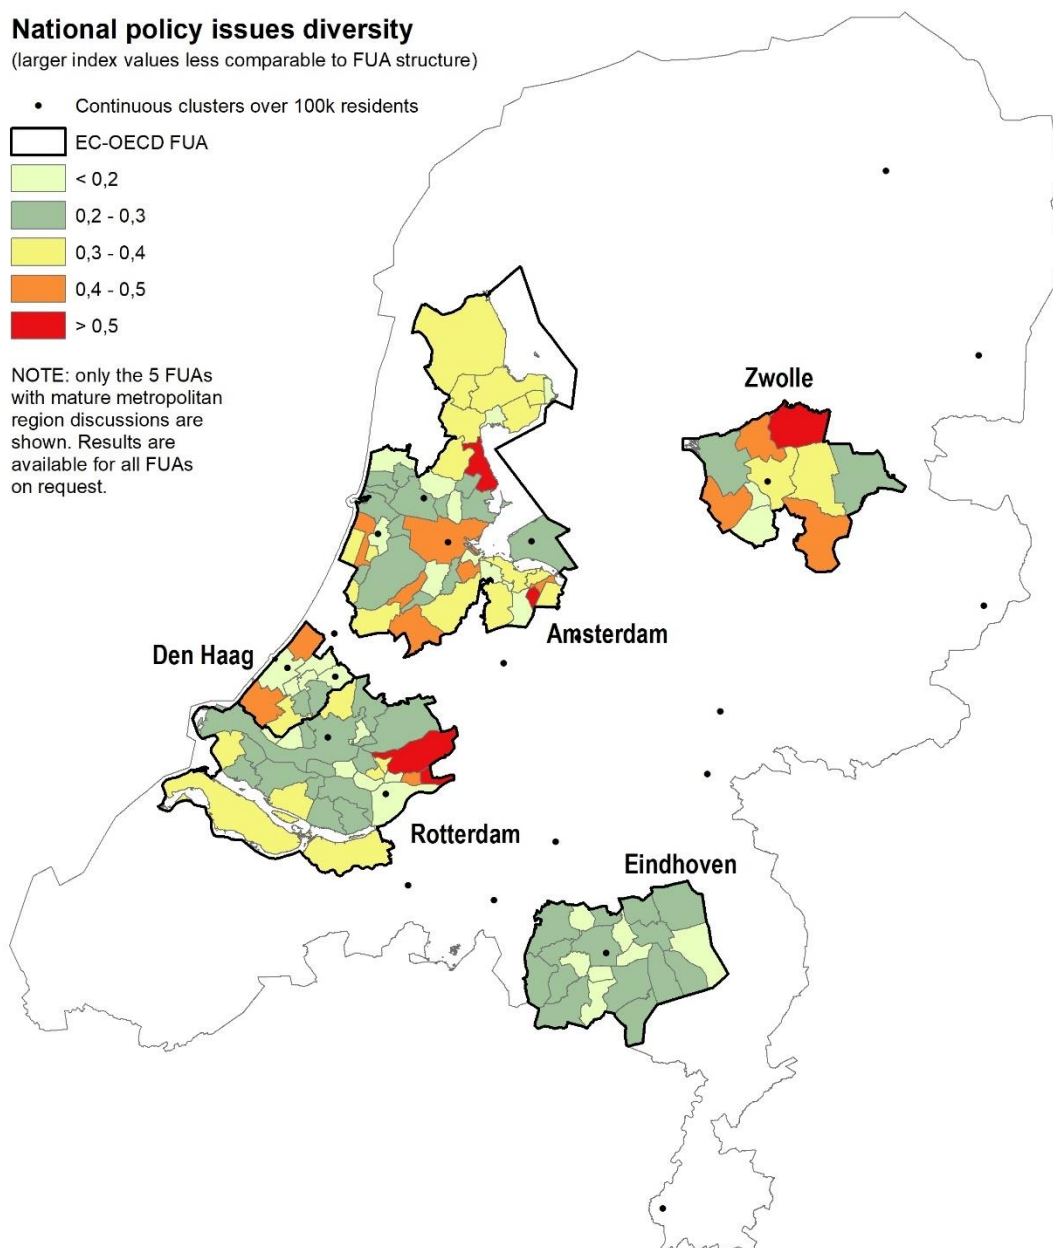 National policy issues diversity
(larger index values less comparable to FUA structure)
Continuous clusters over 100k residents
EC-OECD FUA
< 0,2
0,2 - 0,3
0,3 - 0,4
0,4 - 0,5
> 0,5
NOTE: only the 5 FUAs
with mature metropolitan
region discussions are
shown. Results are
available for all FUAs
on request.
Zwolle
Amsterdam
Den Haag
Rotterdam
Eindhoven